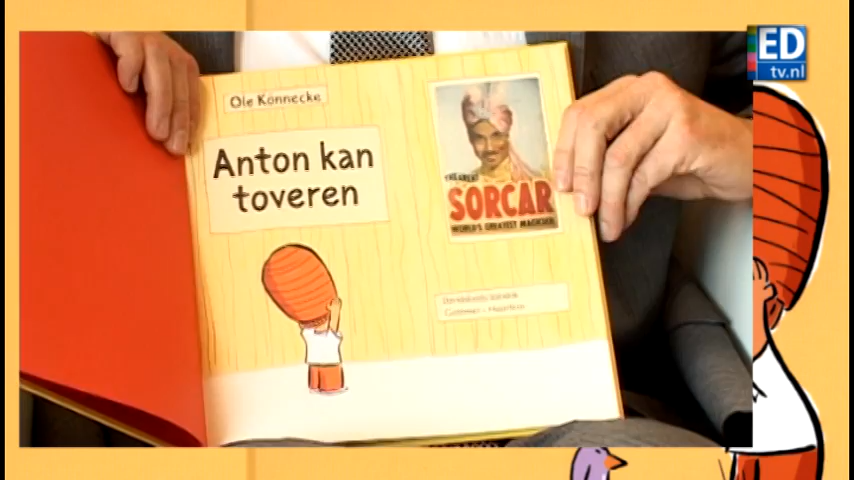 ED
tv.nl
Ole Könnecke
Anton kan
toveren
THE GREAT
SORCAR
WORLD'S GREATEST MAGICIAN